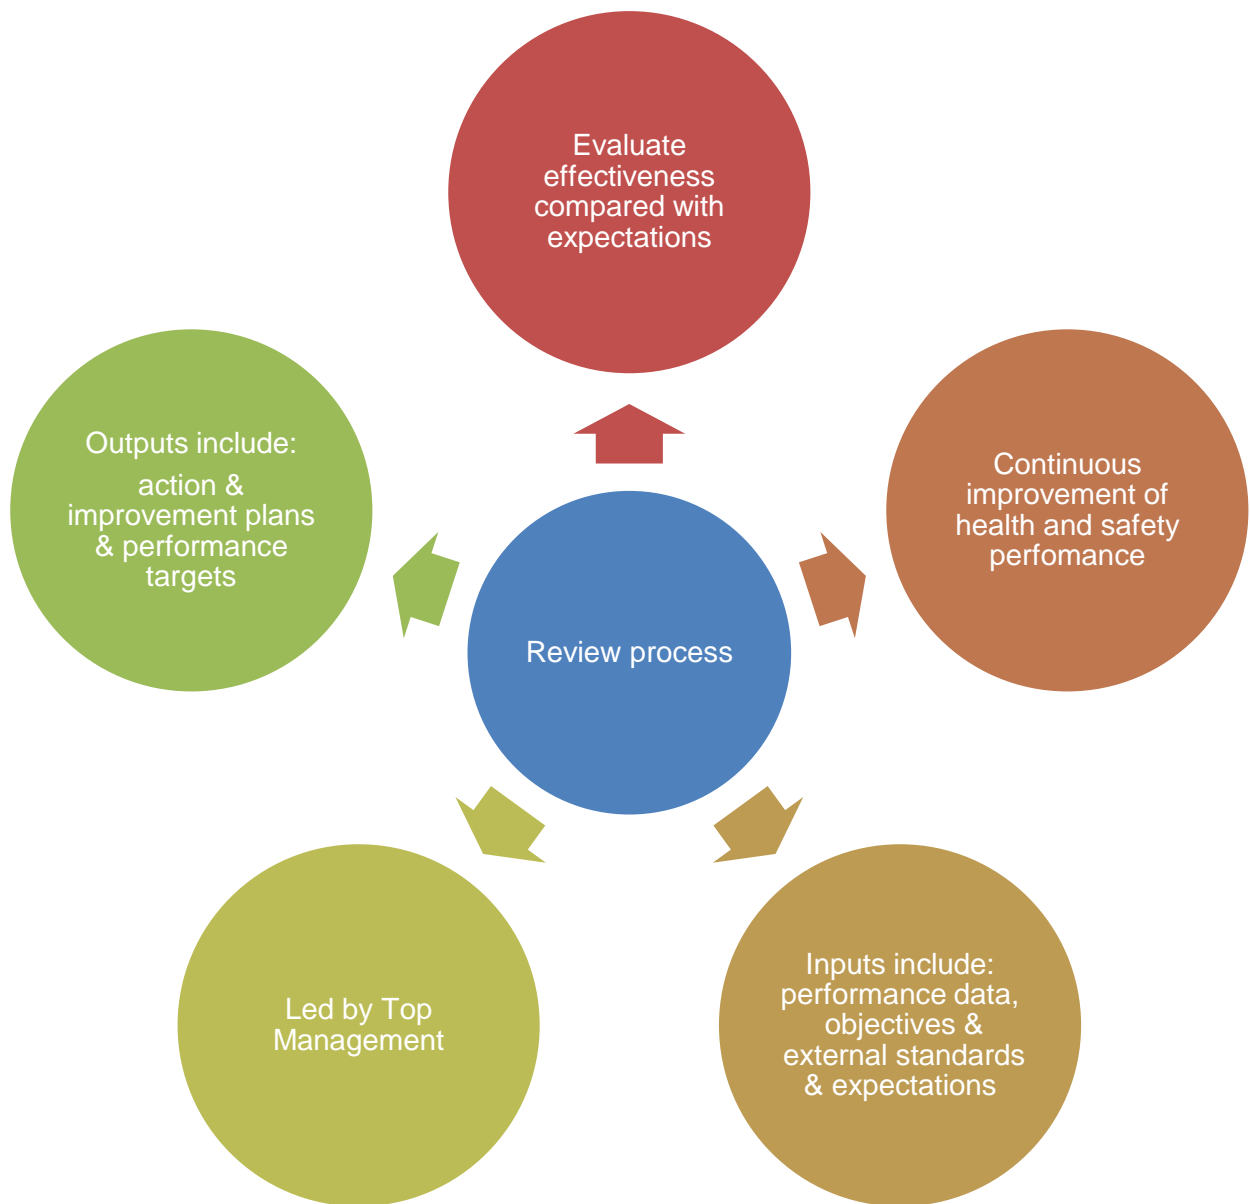 Evaluate
effectiveness
compared with
expectations
Outputs include:
action &
improvement plans
& performance
targets
Continuous
improvement of
health and safety
perfomance
Review process
Led by Top
Management
Inputs include:
performance data,
objectives &
external standards
& expectations